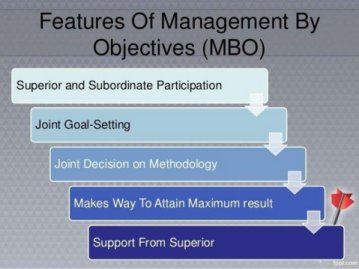 Features Of Management By
Objectives (MBO)
Superior and Subordinate Participation
Joint Goal-Setting
Joint Decision on Methodology
Makes Way To Attain Maximum result
Support From Superior